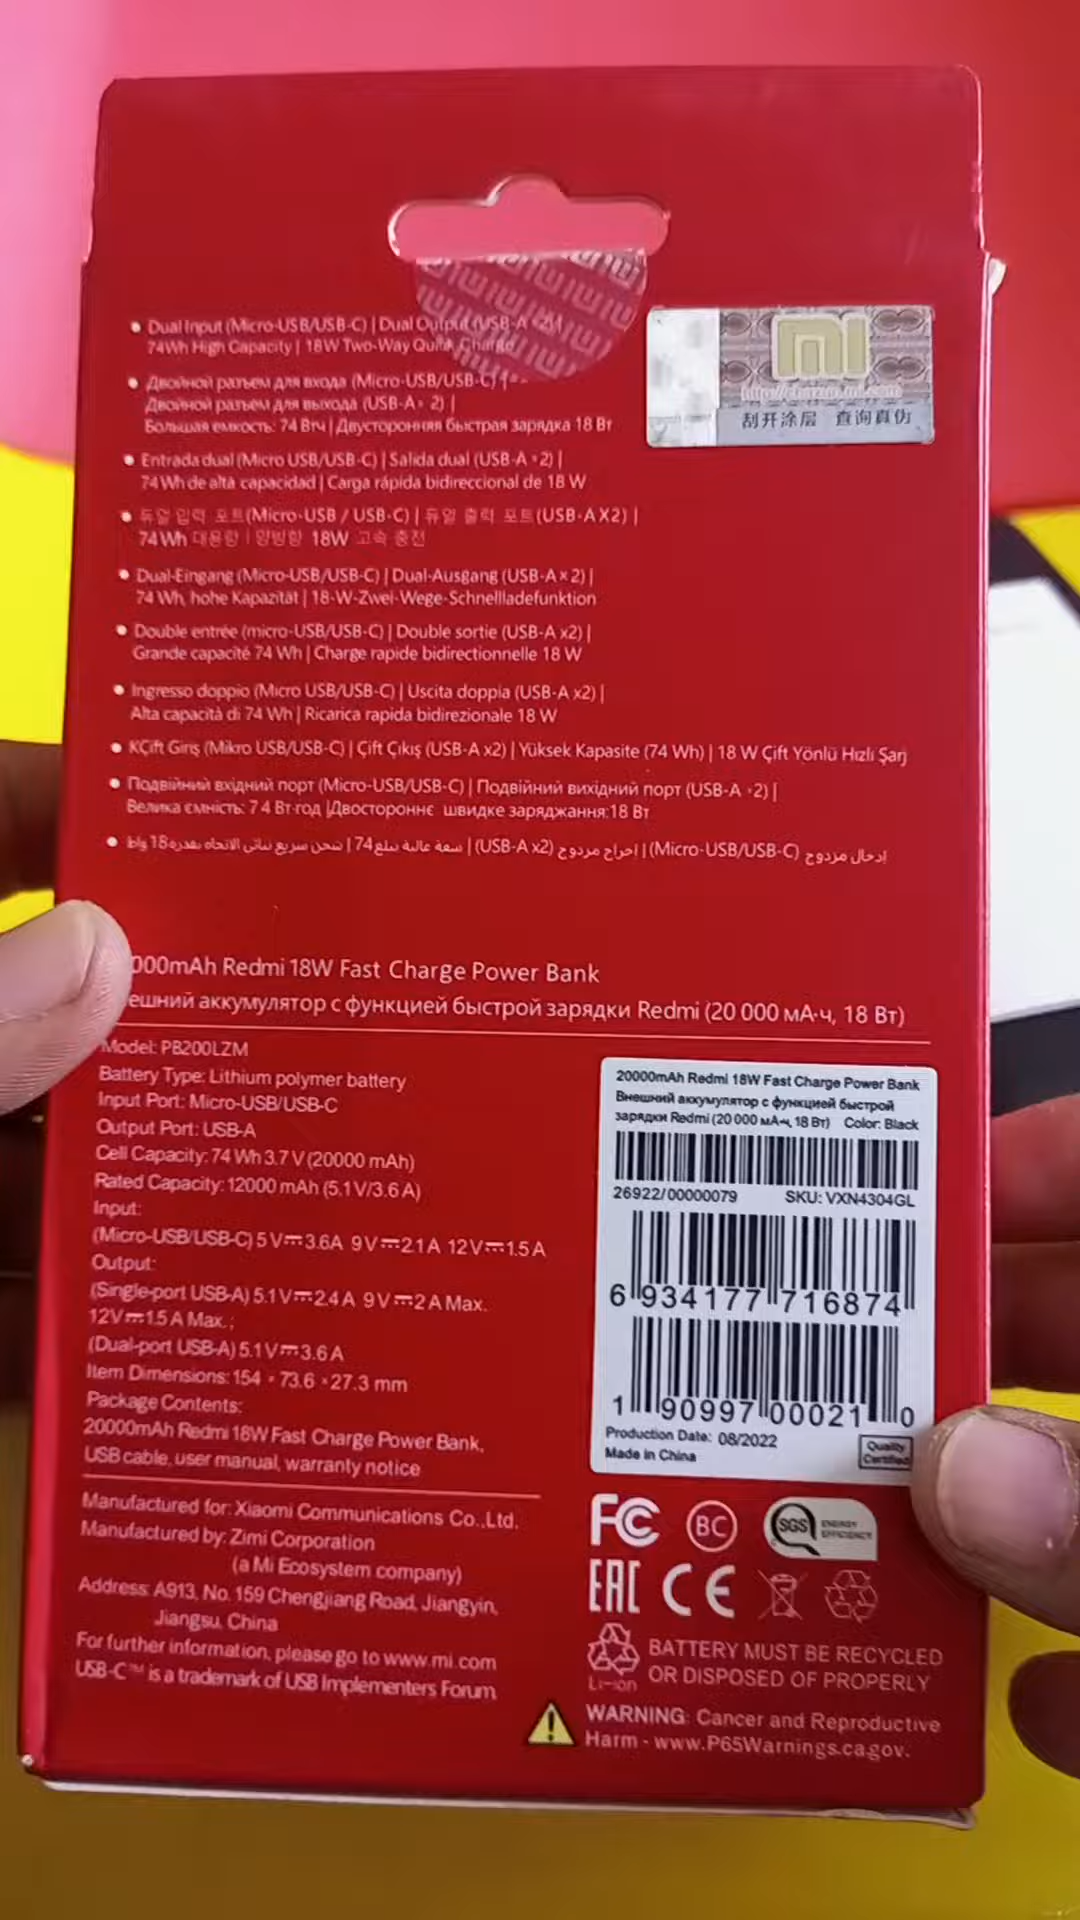 Dual Input (Micro-USB/USB-C) | Dual Output (USB-A ×2) |
74Wh High Capacity | 18W Two-Way Quick Charge
Двойной разъем для входа (Micro-USB/USB-C) |
Двойной разъем для выхода (USB-A× 2) |
Большая емкость: 74 Втч | Двусторонняя быстрая зарядка 18 Вт
Entrada dual (Micro USB/USB-C) | Salida dual (USB-A ×2) |
74 Wh de alta capacidad | Carga rápida bidireccional de 18 W
듀얼 입력 포트(Micro-USB / USB-C) | 듀얼 출력 포트(USB-A X2) |
74 Wh 대용량 | 양방향 18W 고속 충전
Dual-Eingang (Micro-USB/USB-C) | Dual-Ausgang (USB-A × 2) |
74 Wh, hohe Kapazität | 18-W-Zwei-Wege-Schnellladefunktion
Double entrée (micro-USB/USB-C) | Double sortie (USB-A x2) |
Grande capacité 74 Wh | Charge rapide bidirectionnelle 18 W
Ingresso doppio (Micro USB/USB-C) | Uscita doppia (USB-A x2) |
Alta capacità di 74 Wh | Ricarica rapida bidirezionale 18 W
KÇift Giriş (Mikro USB/USB-C) | Çift Çıkış (USB-A x2) | Yüksek Kapasite (74 Wh) | 18 W Çift Yönlü Hızlı Şarj
Подвійний вхідний порт (Micro-USB/USB-C) | Подвійний вихідний порт (USB-A ×2) |
Велика ємність: 74 Вт·год |Двостороннє швидке заряджання:18 Вт
إدخال مزدوج (Micro-USB/USB-C) | إخراج مزدوج (USB-A x2) | سعة عالية تبلغ 74 | شحن سريع ثنائي الاتجاه بقدرة 18 واط
mi
刮开涂层 查询真伪
000mAh Redmi 18W Fast Charge Power Bank
ешний аккумулятор с функцией быстрой зарядки Redmi (20 000 мА·ч, 18 Вт)
Model: PB200LZM
Battery Type: Lithium polymer battery
Input Port: Micro-USB/USB-C
Output Port: USB-A
Cell Capacity: 74 Wh 3.7 V (20000 mAh)
Rated Capacity: 12000 mAh (5.1 V/3.6 A)
Input:
(Micro-USB/USB-C) 5 V⎓3.6A 9 V⎓2.1 A 12 V⎓1.5 A
Output:
(Single-port USB-A) 5.1 V⎓2.4 A 9 V⎓2 A Max.
12V⎓1.5 A Max. ;
(Dual-port USB-A) 5.1 V⎓3.6 A
Item Dimensions: 154 × 73.6 × 27.3 mm
Package Contents:
20000mAh Redmi 18W Fast Charge Power Bank,
USB cable, user manual, warranty notice
Manufactured for: Xiaomi Communications Co.,Ltd.
Manufactured by: Zimi Corporation
(a Mi Ecosystem company)
Address: A913, No. 159 Chengjiang Road, Jiangyin,
Jiangsu, China
For further information, please go to www.mi.com
USB-C™ is a trademark of USB Implementers Forum
20000mAh Redmi 18W Fast Charge Power Bank
Внешний аккумулятор с функцией быстрой
зарядки Redmi (20 000 мА·ч, 18 Вт) Color: Black
26922/00000079 SKU: VXN4304GL
6 934177 716874
1 90997 00021 0
Production Date: 08/2022
Made in China
Quality
Certified
FC BC SGS ENERGY
EFFICIENCY
EAC CE
Li-ion
BATTERY MUST BE RECYCLED
OR DISPOSED OF PROPERLY
WARNING: Cancer and Reproductive
Harm - www.P65Warnings.ca.gov.